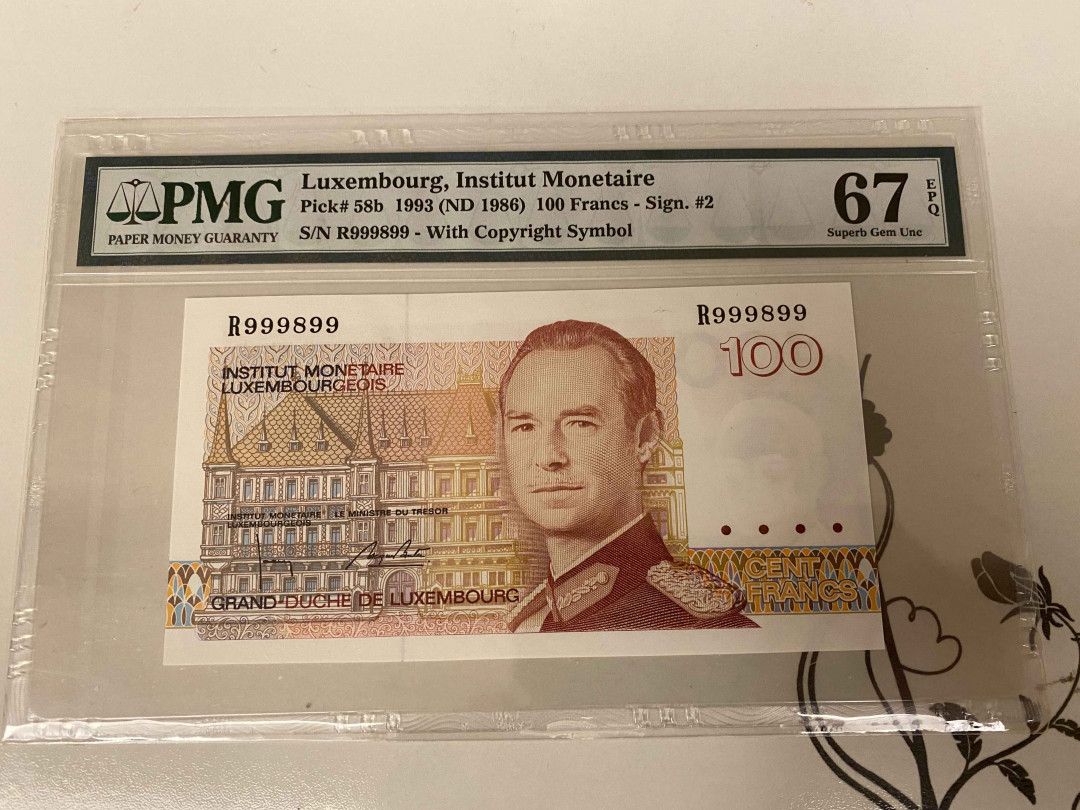 PMG
PAPER MONEY GUARANTY
Luxembourg, Institut Monetaire
Pick# 58b 1993 (ND 1986) 100 Francs - Sign. #2
S/N R999899 - With Copyright Symbol
67
EPQ
Superb Gem Unc
R999899
R999899
100
INSTITUT MONETAIRE
LUXEMBOURGEOIS
INSTITUT MONETAIRE
LUXEMBOURGEOIS
LE MINISTRE DU TRESOR
GRAND-DUCHE DE LUXEMBOURG
CENT
FRANCS